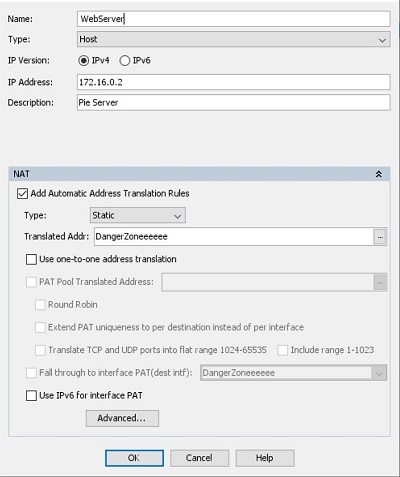 Name: WebServer
Type: Host
IP Version: IPv4 IPv6
IP Address: 172.16.0.2
Description: Pie Server
NAT
Add Automatic Address Translation Rules
Type: Static
Translated Addr: DangerZoneeeeee ...
Use one-to-one address translation
PAT Pool Translated Address: ...
Round Robin
Extend PAT uniqueness to per destination instead of per interface
Translate TCP and UDP ports into flat range 1024-65535 Include range 1-1023
Fall through to interface PAT(dest intf): DangerZoneeeeee
Use IPv6 for interface PAT
Advanced...
OK Cancel Help